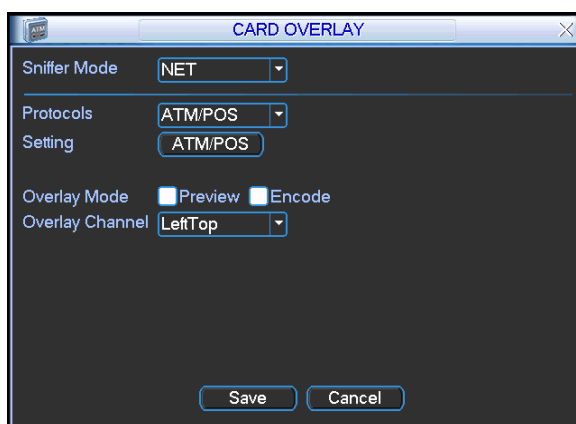 ATM
CARD OVERLAY
Sniffer Mode NET
Protocols ATM/POS
Setting ATM/POS
Overlay Mode Preview Encode
Overlay Channel LeftTop
Save Cancel